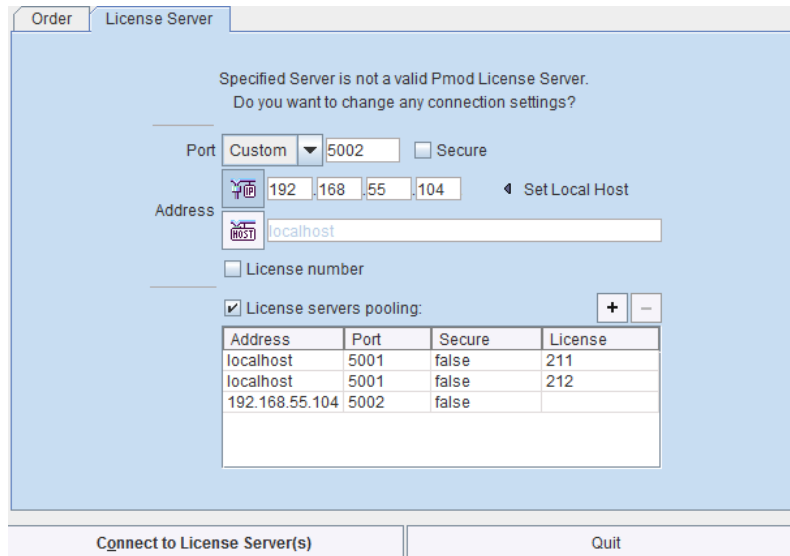 Order License Server
Specified Server is not a valid Pmod License Server.
Do you want to change any connection settings?
Port Custom 5002 Secure
IP 192 .168 .55 .104 Set Local Host
Address
HOST localhost
License number
License servers pooling: + −
Address Port Secure License
localhost 5001 false 211
localhost 5001 false 212
192.168.55.104 5002 false
Connect to License Server(s) Quit